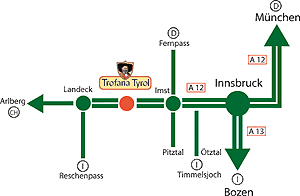 D
München
D
Fernpass
A 12
Landeck
Trofana Tyrol
Imst
A 12
Innsbruck
Arlberg
CH
A 13
I
Reschenpass
Pitztal
Ötztal
I
Timmelsjoch
I
Bozen